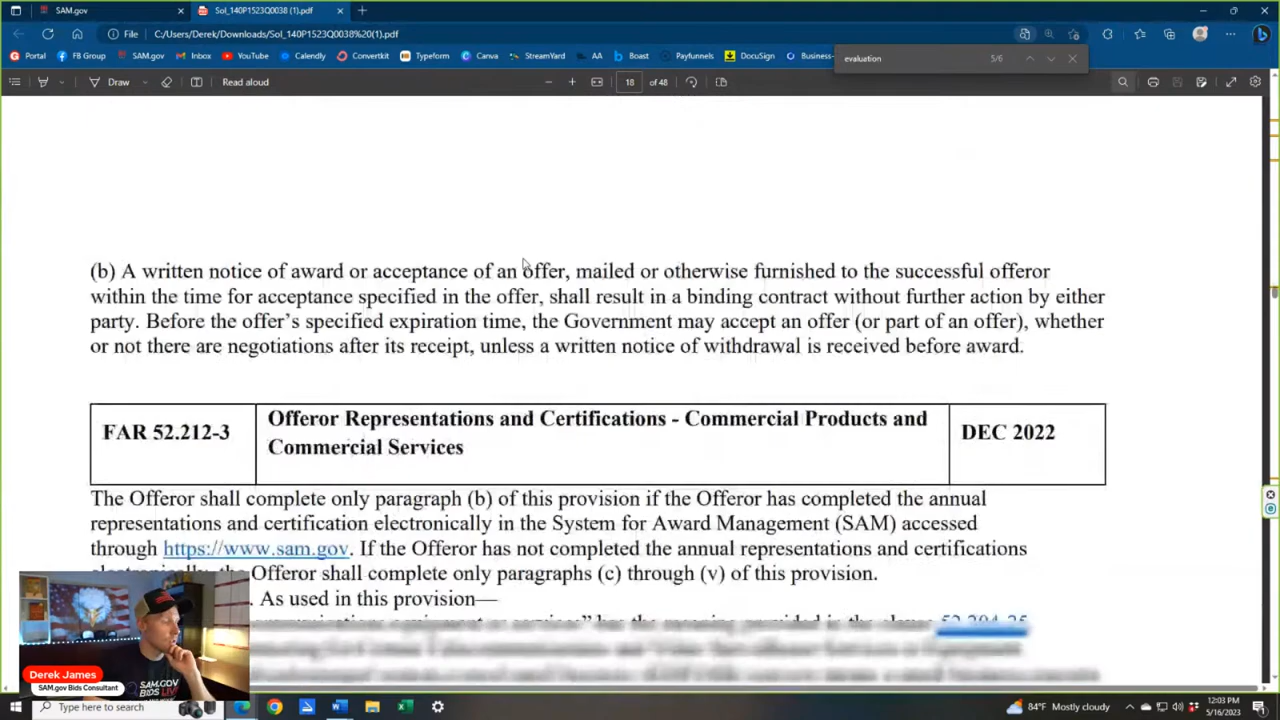 SAM.gov
Sol_140P1523Q0038 (1).pdf
File
C:/Users/Derek/Downloads/Sol_140P1523Q0038%20(1).pdf
Portal
FB Group
SAM.gov
Inbox
YouTube
Calendly
Convertkit
Typeform
Canva
StreamYard
AA
Boast
Payfunnels
DocuSign
Business-
evaluation
5/6
Draw
Read aloud
18
of 48
(b) A written notice of award or acceptance of an offer, mailed or otherwise furnished to the successful offeror
within the time for acceptance specified in the offer, shall result in a binding contract without further action by either
party. Before the offer’s specified expiration time, the Government may accept an offer (or part of an offer), whether
or not there are negotiations after its receipt, unless a written notice of withdrawal is received before award.
FAR 52.212-3
Offeror Representations and Certifications - Commercial Products and
Commercial Services
DEC 2022
The Offeror shall complete only paragraph (b) of this provision if the Offeror has completed the annual
representations and certification electronically in the System for Award Management (SAM) accessed
through https://www.sam.gov. If the Offeror has not completed the annual representations and certifications
the Offeror shall complete only paragraphs (c) through (v) of this provision.
. As used in this provision—
52.204-25
SAM.GOV
BIDS LIVE
Derek James
SAM.gov Bids Consultant
Type here to search
84°F Mostly cloudy
12:03 PM
5/16/2023